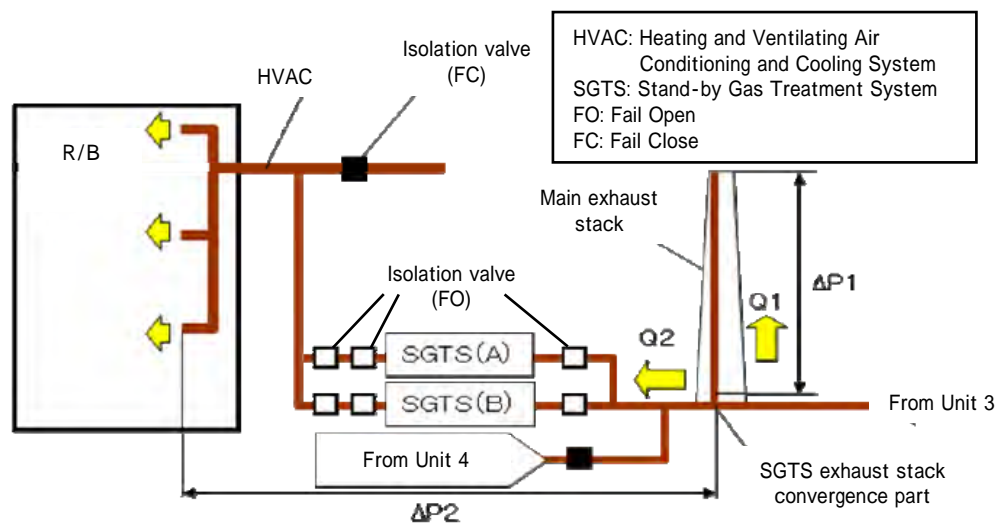 HVAC: Heating and Ventilating Air
Conditioning and Cooling System
SGTS: Stand-by Gas Treatment System
FO: Fail Open
FC: Fail Close
Isolation valve
(FC)
HVAC
R/B
Main exhaust
stack
Isolation valve
(FO)
ΔP1
Q1
Q2
SGTS(A)
SGTS(B)
From Unit 3
From Unit 4
SGTS exhaust stack
convergence part
ΔP2